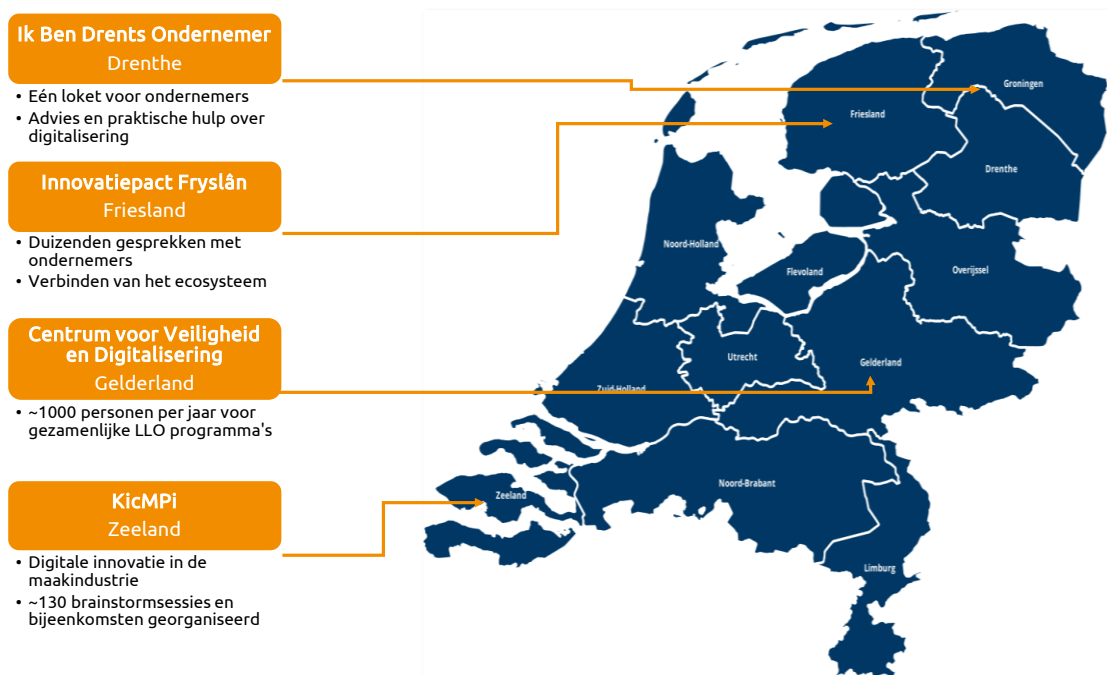 Ik Ben Drents Ondernemer
Drenthe
• Eén loket voor ondernemers
• Advies en praktische hulp over
digitalisering
Innovatiepact Fryslân
Friesland
• Duizenden gesprekken met
ondernemers
• Verbinden van het ecosysteem
Centrum voor Veiligheid
en Digitalisering
Gelderland
• ~1000 personen per jaar voor
gezamenlijke LLO programma's
KicMPi
Zeeland
• Digitale innovatie in de
maakindustrie
• ~130 brainstormsessies en
bijeenkomsten georganiseerd
Groningen
Friesland
Drenthe
Noord-Holland
Flevoland
Overijssel
Utrecht
Gelderland
Zuid-Holland
Noord-Brabant
Zeeland
Limburg